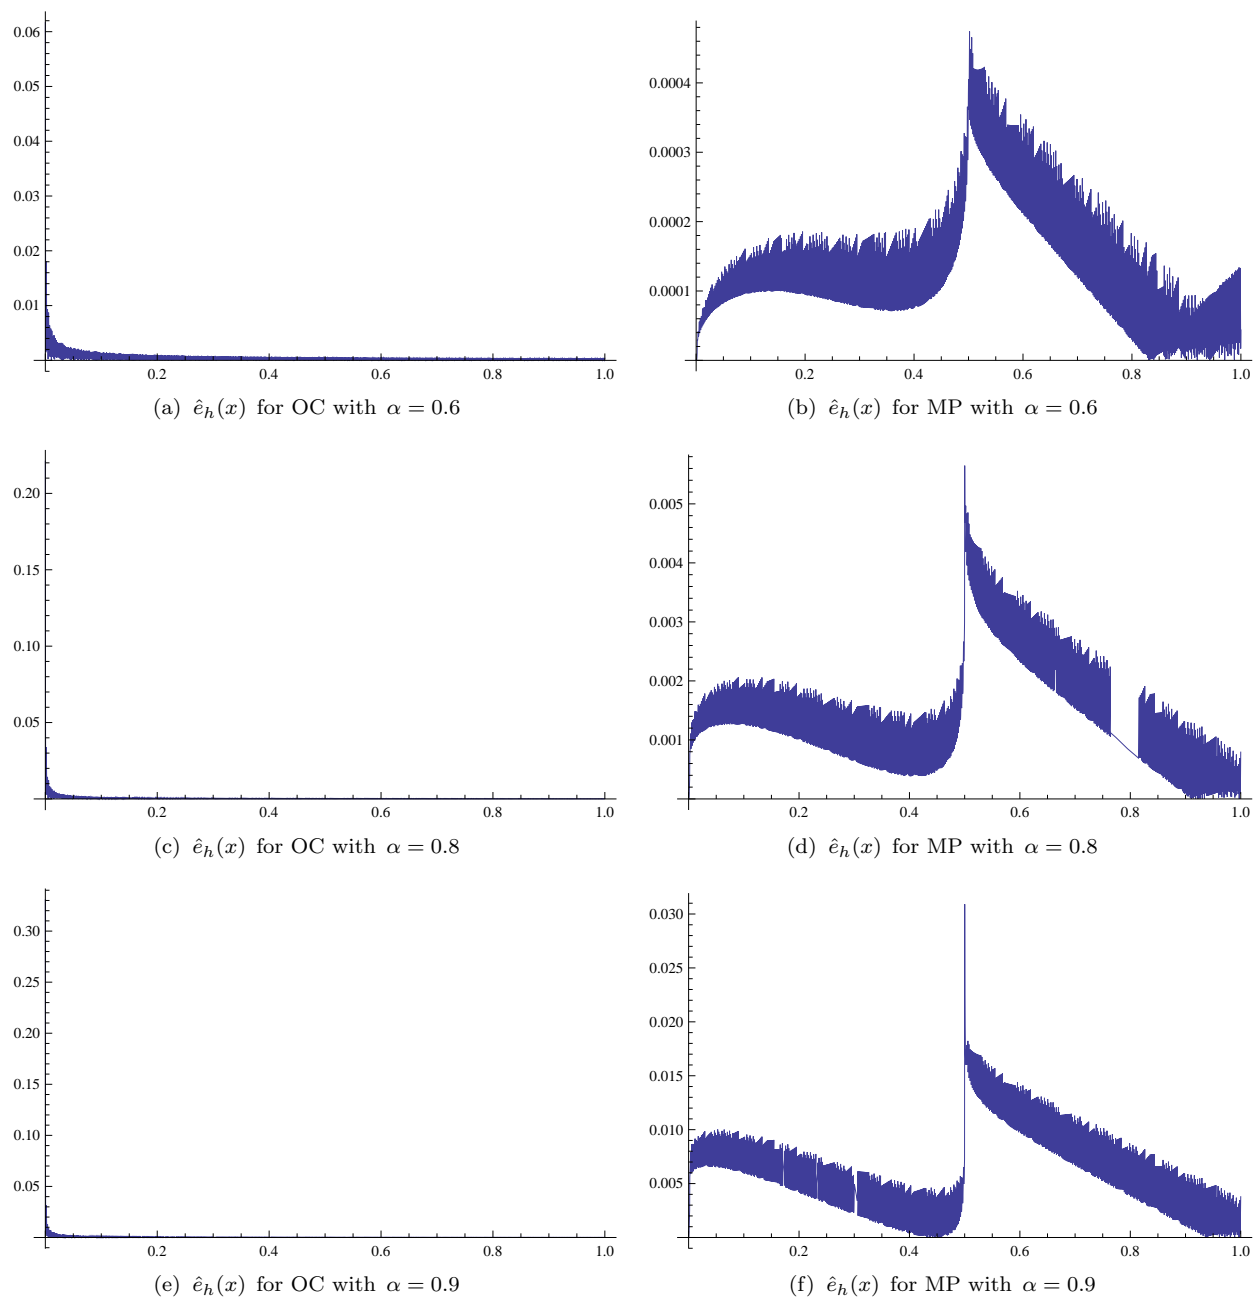 0.06
0.05
0.04
0.03
0.02
0.01
0.2 0.4 0.6 0.8 1.0
(a) ê_h(x) for OC with α = 0.6
0.0004
0.0003
0.0002
0.0001
0.2 0.4 0.6 0.8 1.0
(b) ê_h(x) for MP with α = 0.6
0.20
0.15
0.10
0.05
0.2 0.4 0.6 0.8 1.0
(c) ê_h(x) for OC with α = 0.8
0.005
0.004
0.003
0.002
0.001
0.2 0.4 0.6 0.8 1.0
(d) ê_h(x) for MP with α = 0.8
0.30
0.25
0.20
0.15
0.10
0.05
0.2 0.4 0.6 0.8 1.0
(e) ê_h(x) for OC with α = 0.9
0.030
0.025
0.020
0.015
0.010
0.005
0.2 0.4 0.6 0.8 1.0
(f) ê_h(x) for MP with α = 0.9